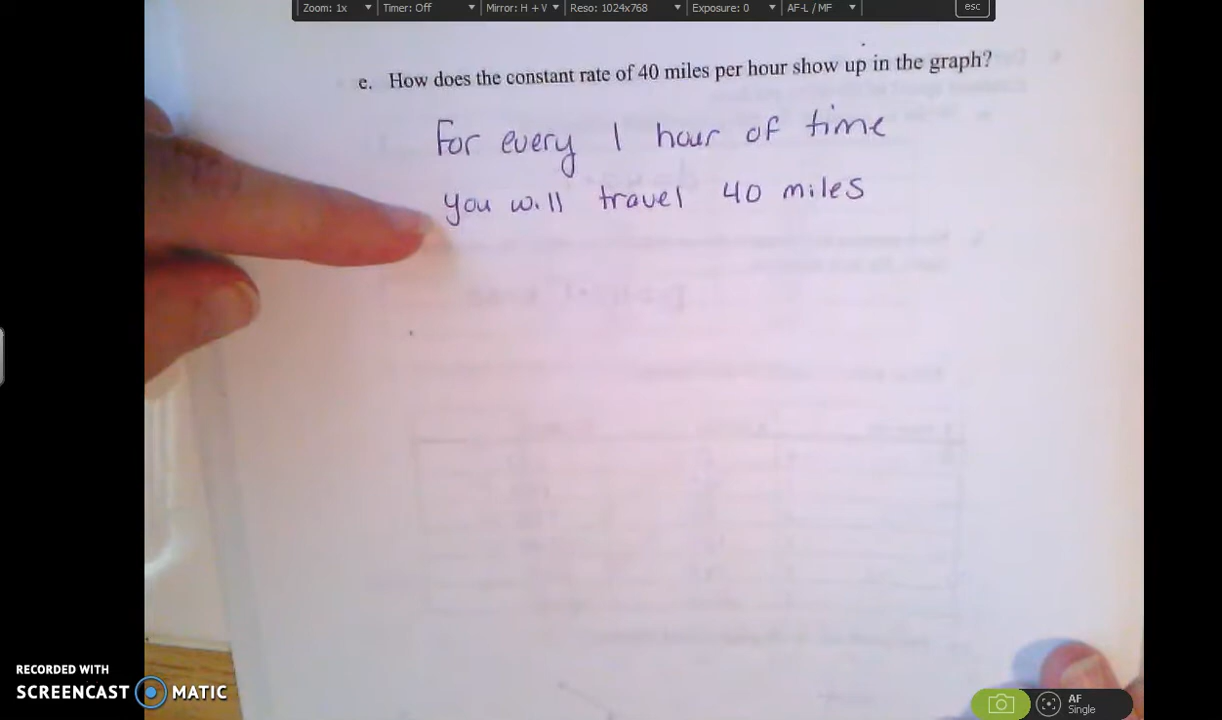 Zoom: 1x Timer: Off Mirror: H + V Reso: 1024x768 Exposure: 0 AF-L / MF esc
e. How does the constant rate of 40 miles per hour show up in the graph?
For every 1 hour of time
you will travel 40 miles
RECORDED WITH
SCREENCAST MATIC
AF
Single